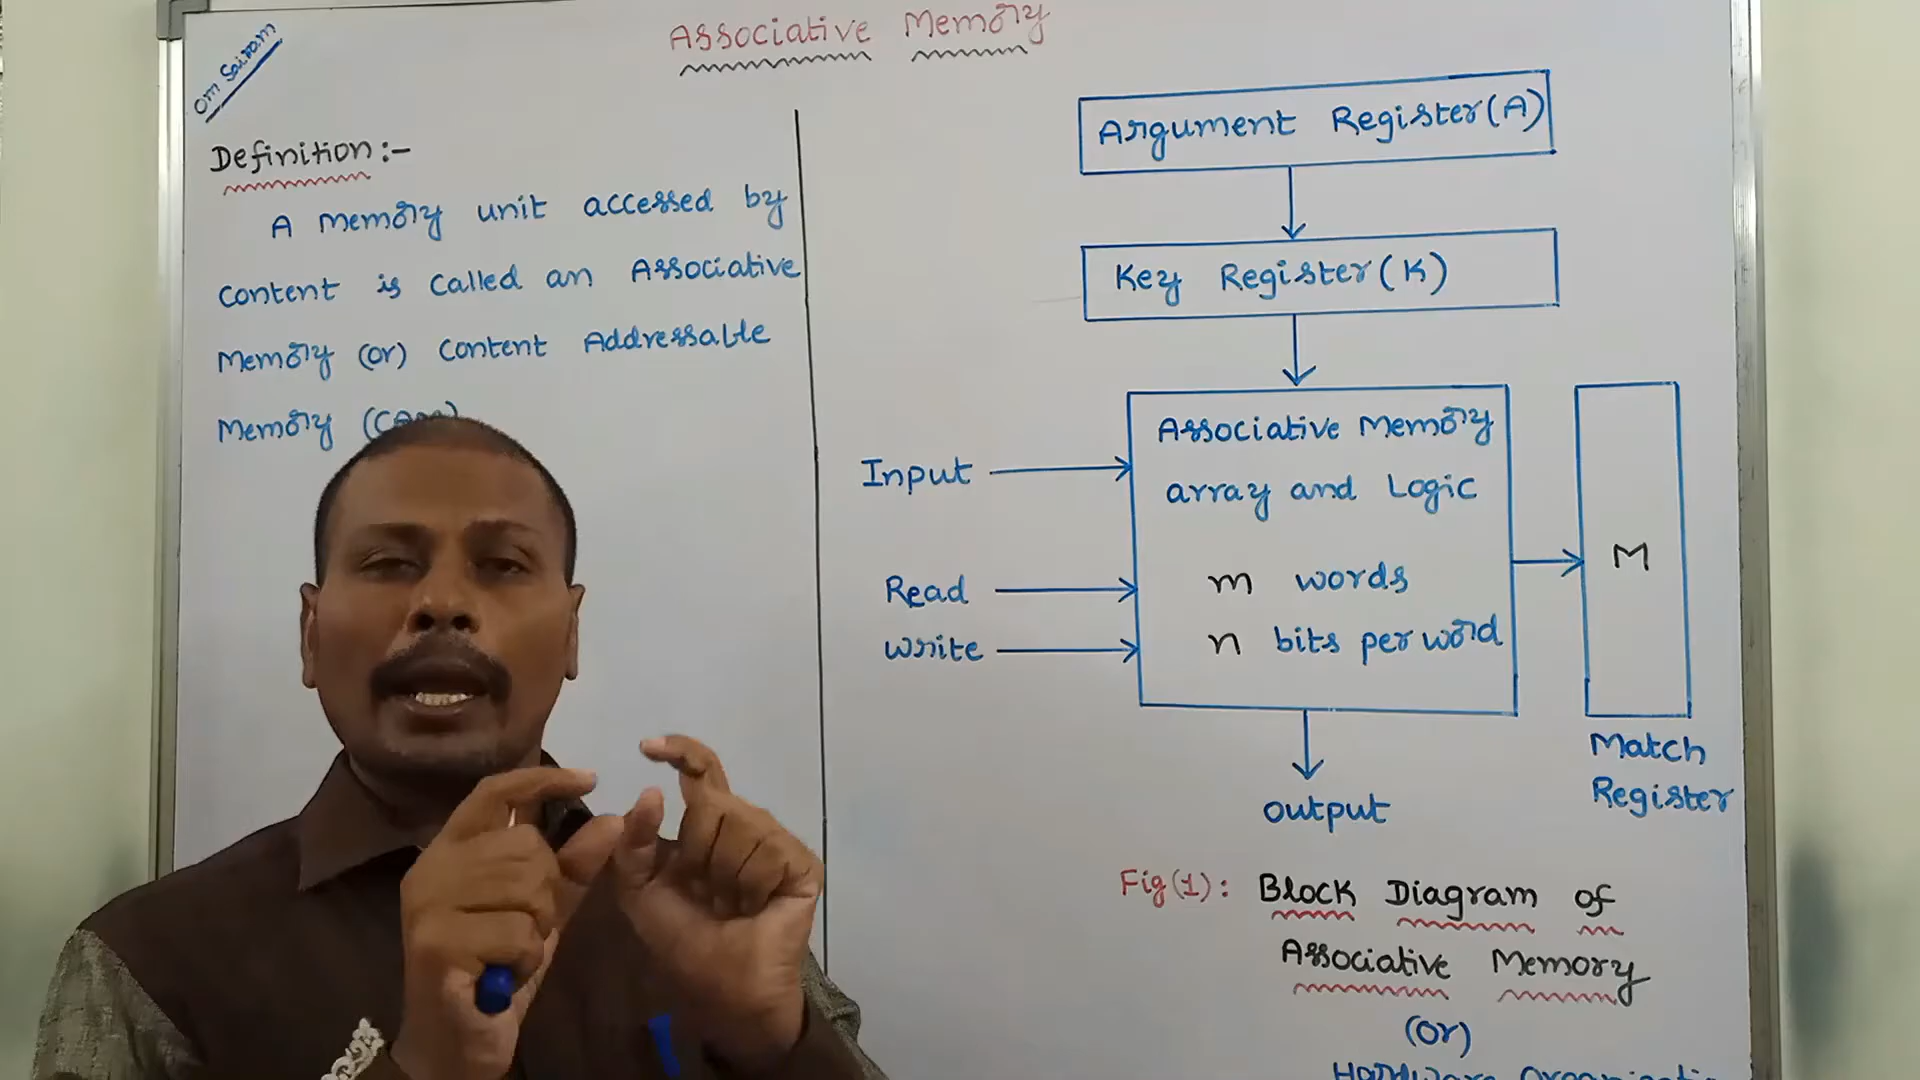 Associative Memory
Om Sairam
Definition :-
A Memory unit accessed by
content is called an Associative
Memory (or) Content Addressable
Memory
Argument Register(A)
Key Register(K)
Associative Memory
array and Logic
m words
n bits per word
Input
Read
write
M
Match
Register
output
Fig(1): Block Diagram of
Associative Memory
(or)